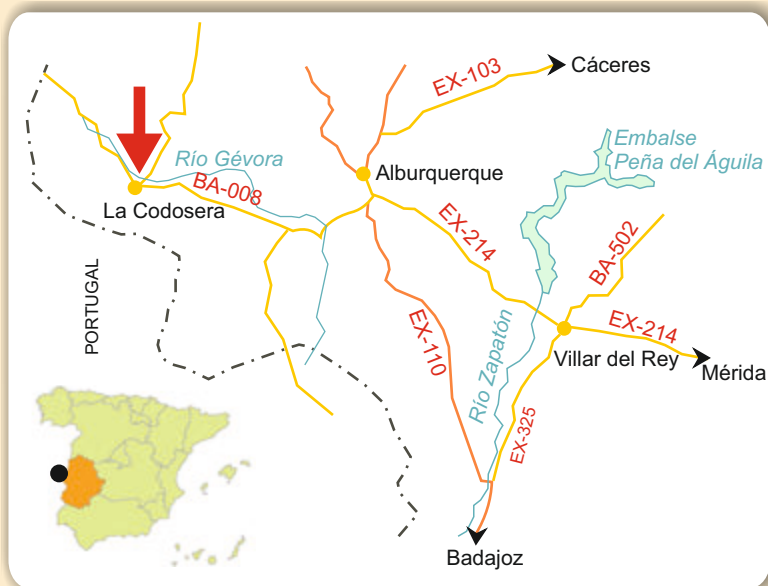 EX-103
Cáceres
Embalse
Peña del Águila
Río Gévora
Alburquerque
BA-008
La Codosera
EX-214
BA-502
PORTUGAL
EX-110
Río Zapatón
EX-214
Villar del Rey
Mérida
EX-325
Badajoz